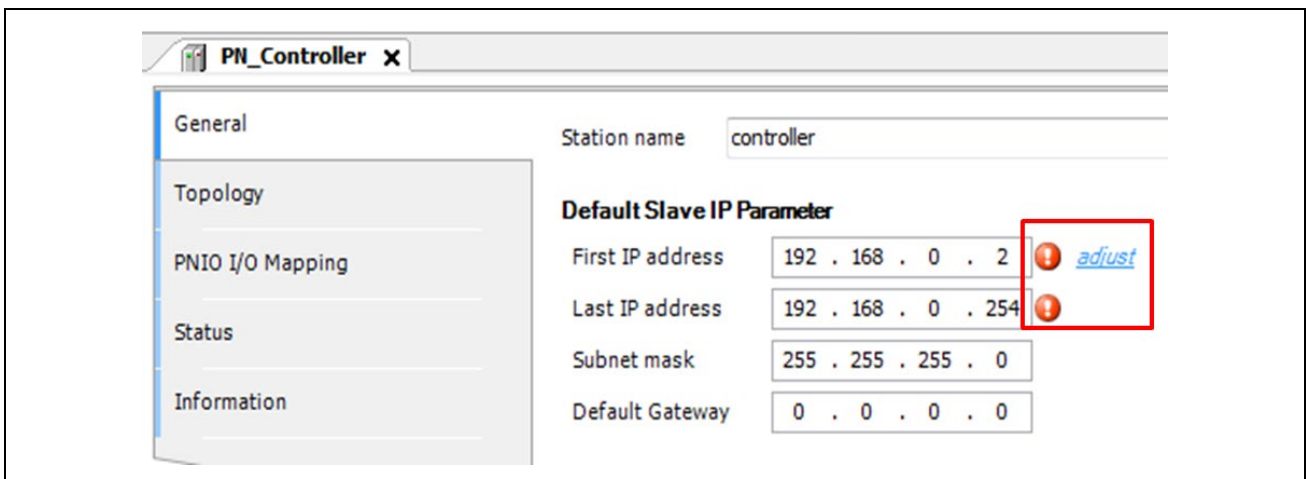 PN_Controller x
General
Topology
PNIO I/O Mapping
Status
Information
Station name controller
Default Slave IP Parameter
First IP address 192 . 168 . 0 . 2 adjust
Last IP address 192 . 168 . 0 . 254
Subnet mask 255 . 255 . 255 . 0
Default Gateway 0 . 0 . 0 . 0